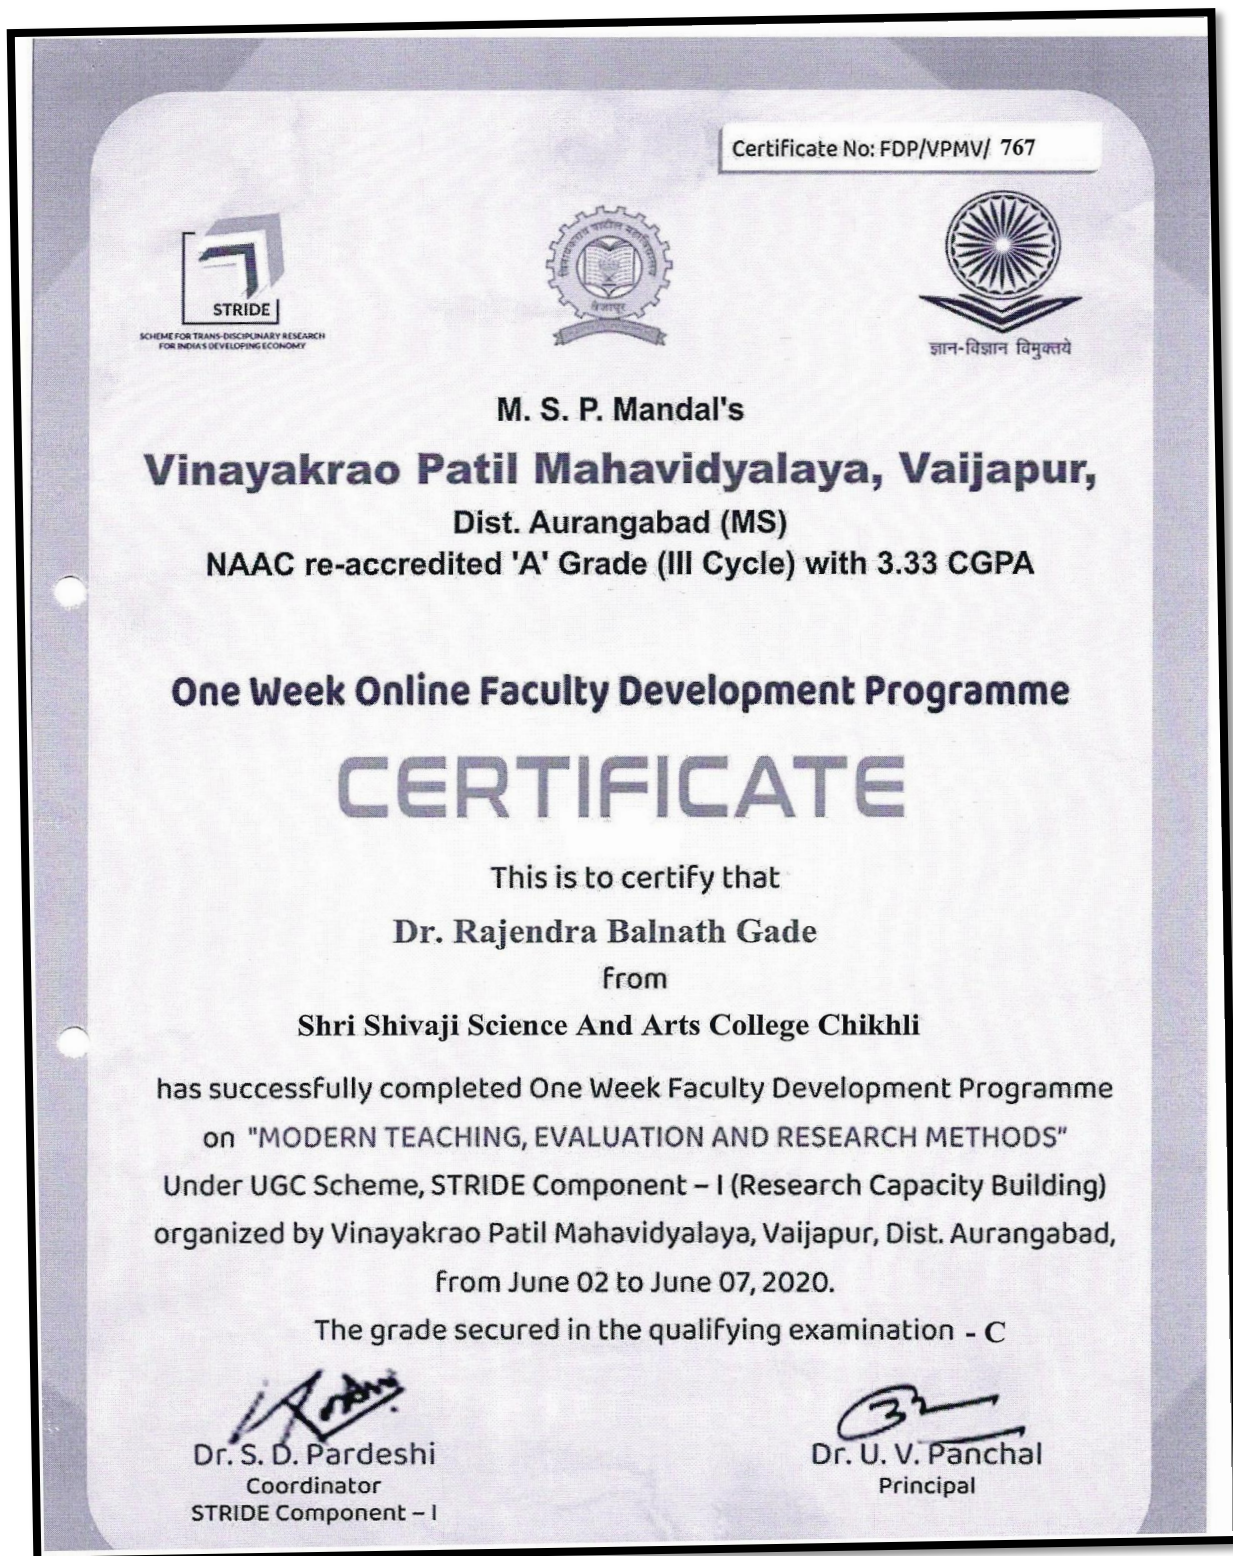 Certificate No: FDP/VPMV/ 767
STRIDE
SCHEME FOR TRANS-DISCIPLINARY RESEARCH
FOR INDIA'S DEVELOPING ECONOMY
विनायकराव पाटील महाविद्यालय
वैजापूर
ज्ञान-विज्ञान विमुक्तये
M. S. P. Mandal's
Vinayakrao Patil Mahavidyalaya, Vaijapur,
Dist. Aurangabad (MS)
NAAC re-accredited 'A' Grade (III Cycle) with 3.33 CGPA
One Week Online Faculty Development Programme
CERTIFICATE
This is to certify that
Dr. Rajendra Balnath Gade
from
Shri Shivaji Science And Arts College Chikhli
has successfully completed One Week Faculty Development Programme
on "MODERN TEACHING, EVALUATION AND RESEARCH METHODS"
Under UGC Scheme, STRIDE Component – I (Research Capacity Building)
organized by Vinayakrao Patil Mahavidyalaya, Vaijapur, Dist. Aurangabad,
from June 02 to June 07, 2020.
The grade secured in the qualifying examination - C
Dr. S. D. Pardeshi
Coordinator
STRIDE Component – I
Dr. U. V. Panchal
Principal